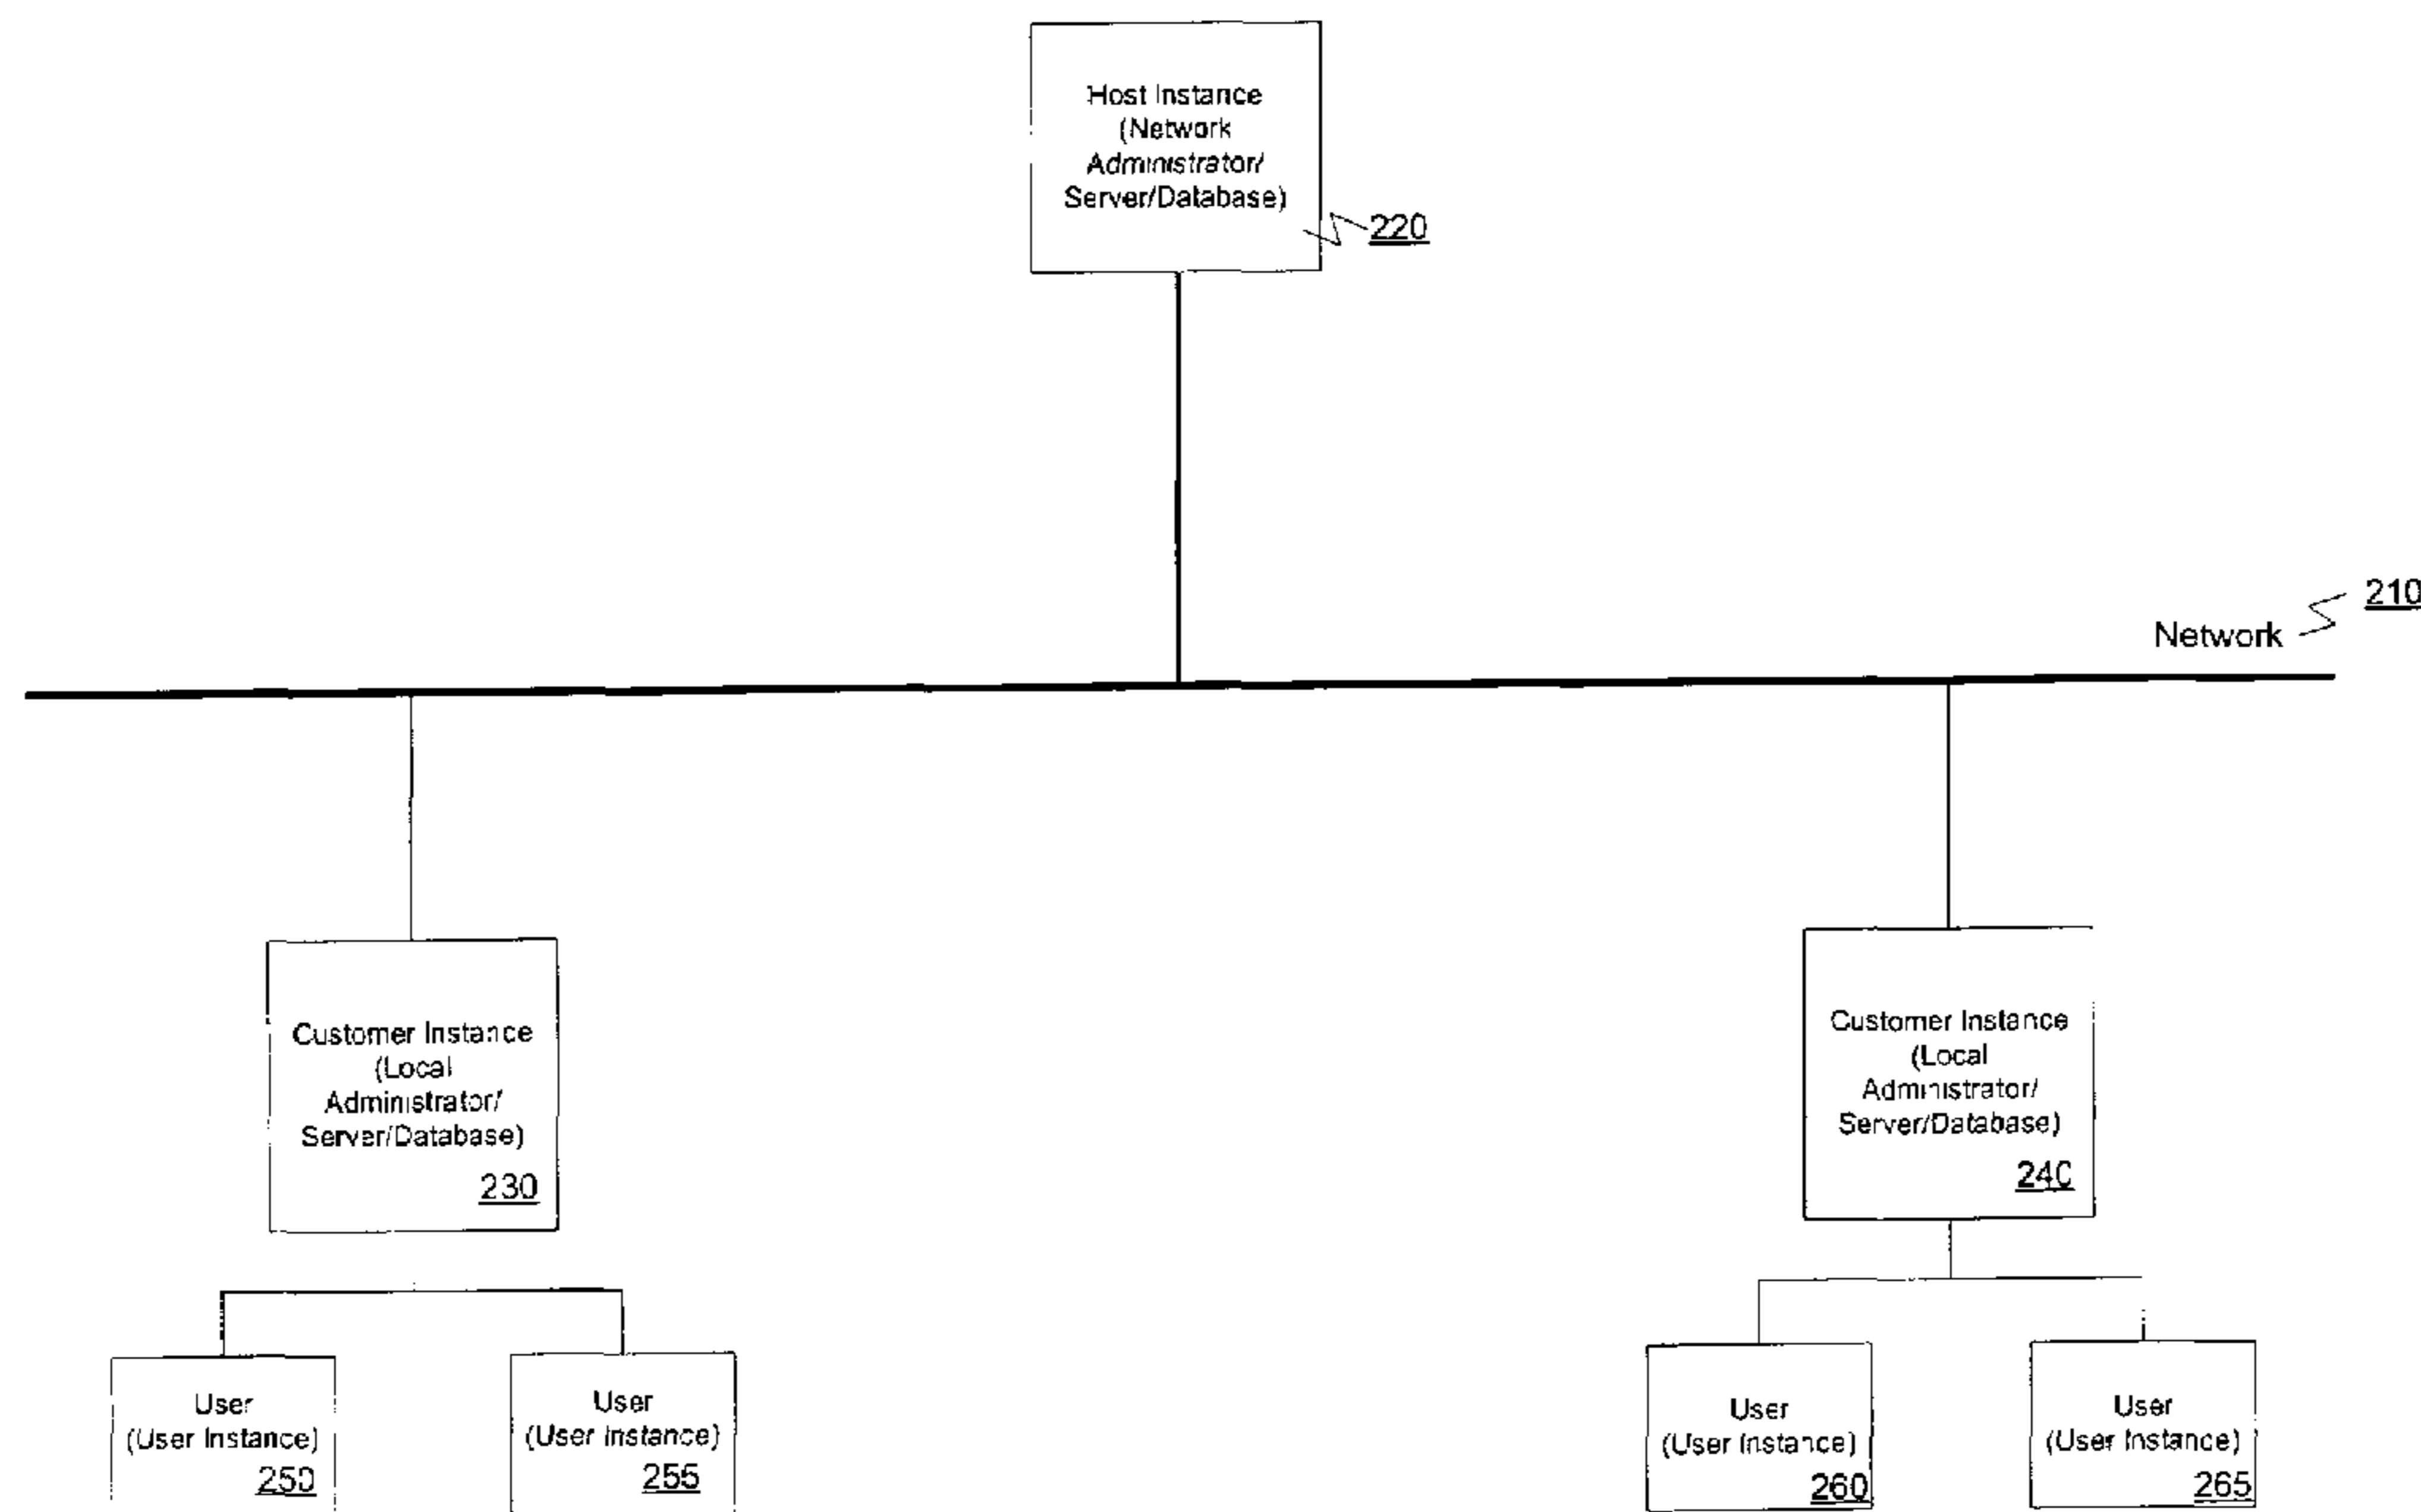 Host Instance
(Network
Administrator/
Server/Database)
220
210
Network
Customer Instance
(Local
Administrator/
Server/Database)
230
Customer Instance
(Local
Administrator/
Server/Database)
240
User
(User Instance)
250
User
(User Instance)
255
User
(User Instance)
260
User
(User Instance)
265